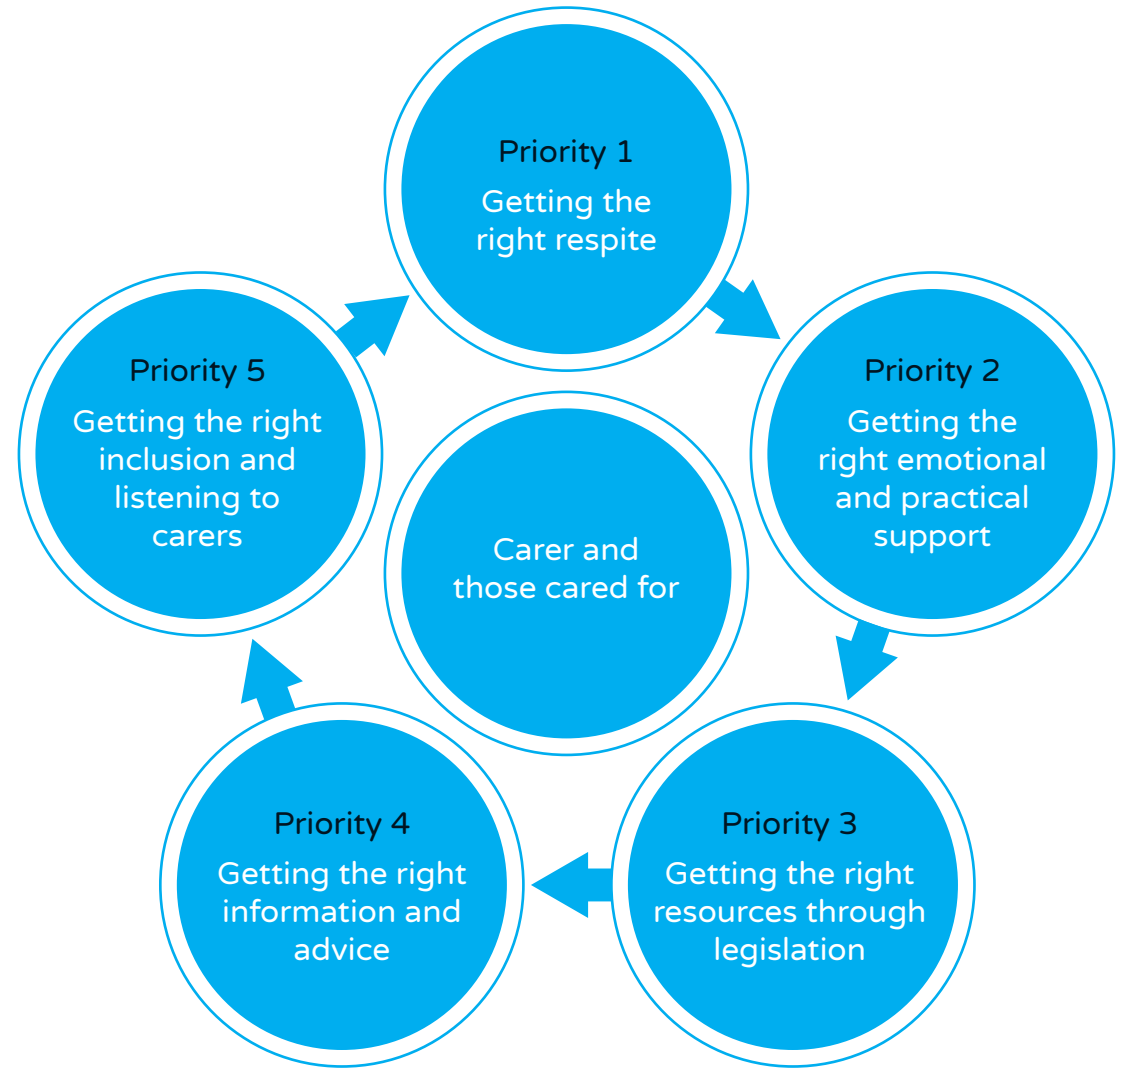 Priority 1
Getting the
right respite
Priority 2
Getting the
right emotional
and practical
support
Priority 3
Getting the right
resources through
legislation
Priority 4
Getting the right
information and
advice
Priority 5
Getting the right
inclusion and
listening to
carers
Carer and
those cared for